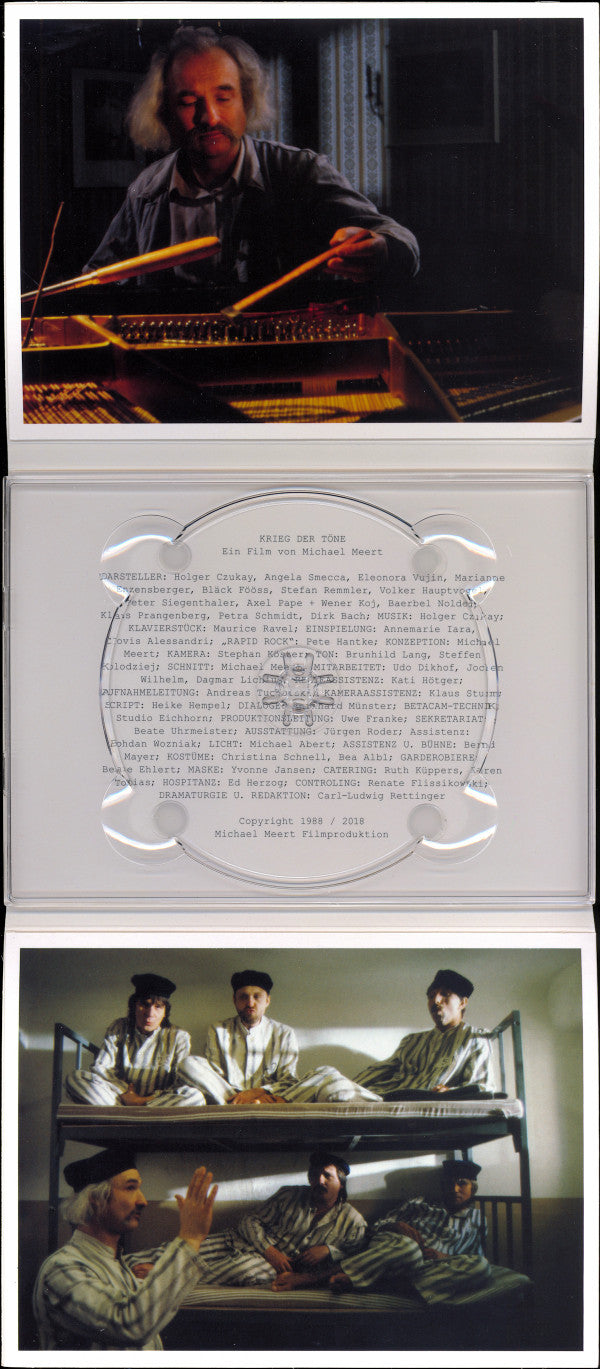 KRIEG DER TÖNE
Ein Film von Michael Meert
DARSTELLER: Holger Czukay, Angela Smecca, Eleonora Vujin, Marianne
Enzensberger, Bläck Fööss, Stefan Remmler, Volker Hauptvogel,
Peter Siegenthaler, Axel Pape + Werner Koj, Baerbel Nolden,
Klaus Prangenberg, Petra Schmidt, Dirk Bach; MUSIK: Holger Czukay;
KLAVIERSTÜCK: Maurice Ravel; EINSPIELUNG: Annemarie Iara,
Clovis Alessandri; „RAPID ROCK“: Pete Hantke; KONZEPTION: Michael
Meert; KAMERA: Stephan Köster; TON: Brunhild Lang, Steffen
Kolodziej; SCHNITT: Michael Meert; MITARBEITET: Udo Dikhof, Jochen
Wilhelm, Dagmar REGIEASSISTENZ: Kati Hötger;
AUFNAHMELEITUNG: Andreas KAMERAASSISTENZ: Klaus Sturm;
SCRIPT: Heike Hempel; DIALOGE: Münster; BETACAM-TECHNIK:
Studio Eichhorn; PRODUKTIONSLEITUNG: Uwe Franke; SEKRETARIAT:
Beate Uhrmeister; AUSSTATTUNG: Jürgen Roder; Assistenz:
Bohdan Wozniak; LICHT: Michael Abert; ASSISTENZ U. BÜHNE: Bernd
Mayer; KOSTÜME: Christina Schnell, Bea Albl; GARDEROBIERE:
Beate Ehlert; MASKE: Yvonne Jansen; CATERING: Ruth Küppers, Karen
Tobias; HOSPITANZ: Ed Herzog; CONTROLING: Renate Flissikowski;
DRAMATURGIE U. REDAKTION: Carl-Ludwig Rettinger
Copyright 1988 / 2018
Michael Meert Filmproduktion